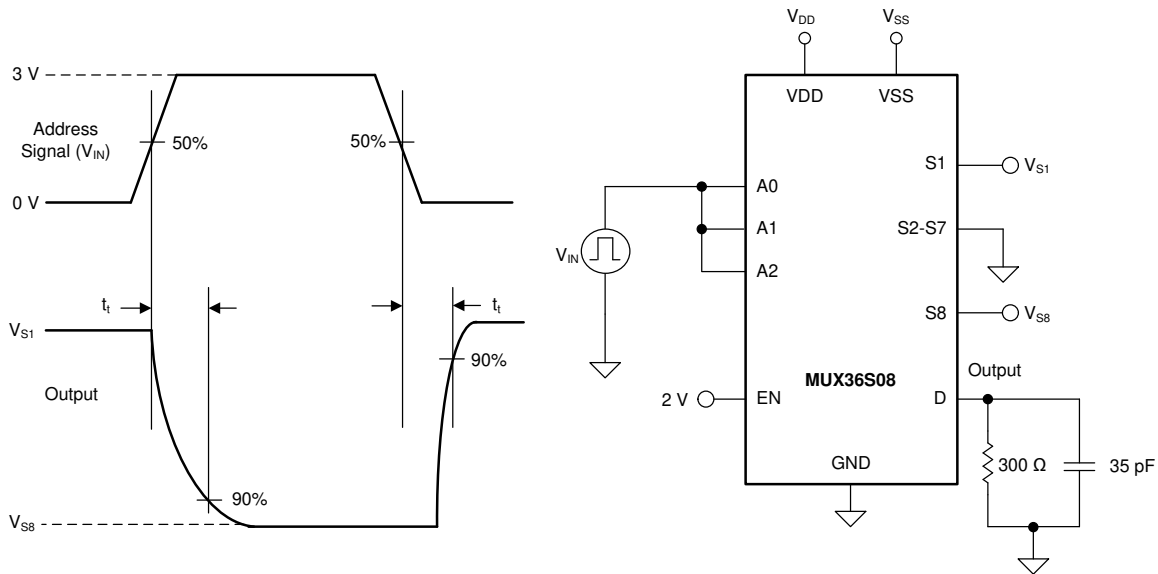 3 V
Address
Signal (VIN)
50%
50%
0 V
tt
tt
VS1
90%
Output
90%
VS8
VDD
VSS
VDD
VSS
S1
VS1
A0
A1
S2-S7
A2
VIN
S8
VS8
MUX36S08
Output
2 V
EN
D
GND
300 Ω
35 pF